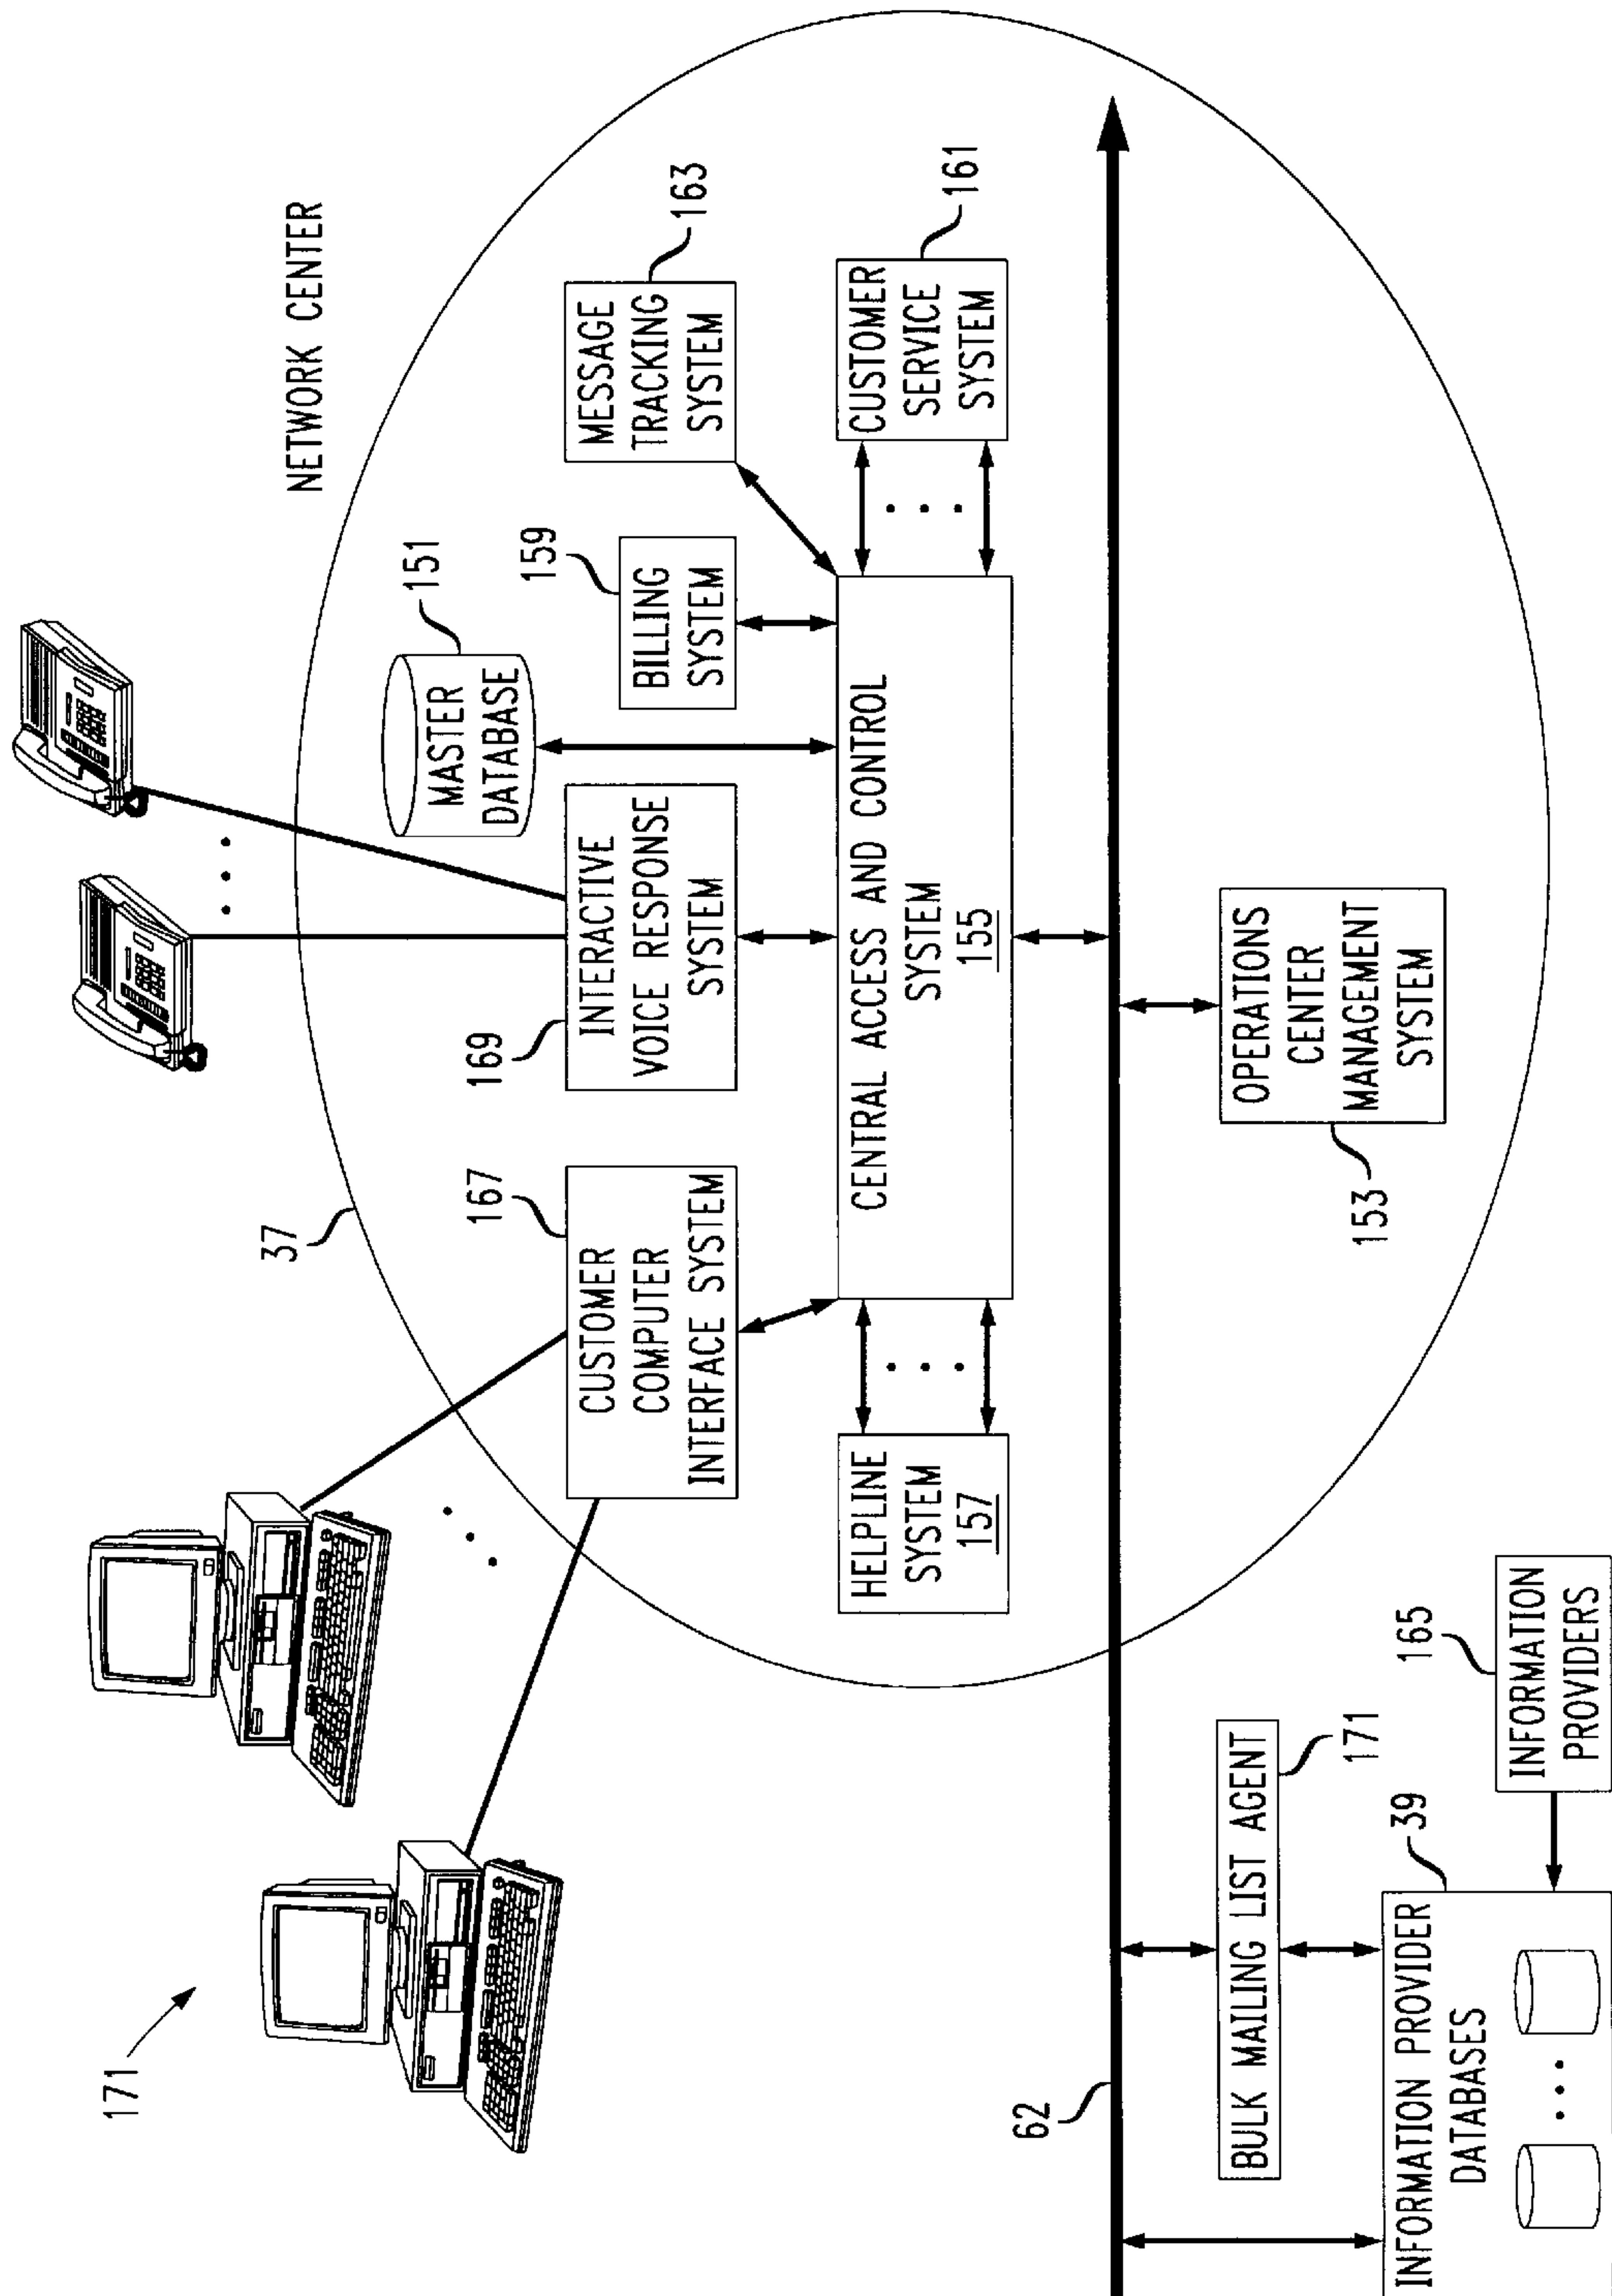 NETWORK CENTER
171
37
167
CUSTOMER
COMPUTER
INTERFACE SYSTEM
169
INTERACTIVE
VOICE RESPONSE
SYSTEM
151
MASTER
DATABASE
159
BILLING
SYSTEM
MESSAGE
TRACKING
SYSTEM
163
HELPLINE
SYSTEM
157
CENTRAL ACCESS AND CONTROL
SYSTEM
155
CUSTOMER
SERVICE
SYSTEM
161
62
BULK MAILING LIST AGENT
171
OPERATIONS
CENTER
MANAGEMENT
SYSTEM
153
INFORMATION PROVIDER
DATABASES
39
165
INFORMATION
PROVIDERS